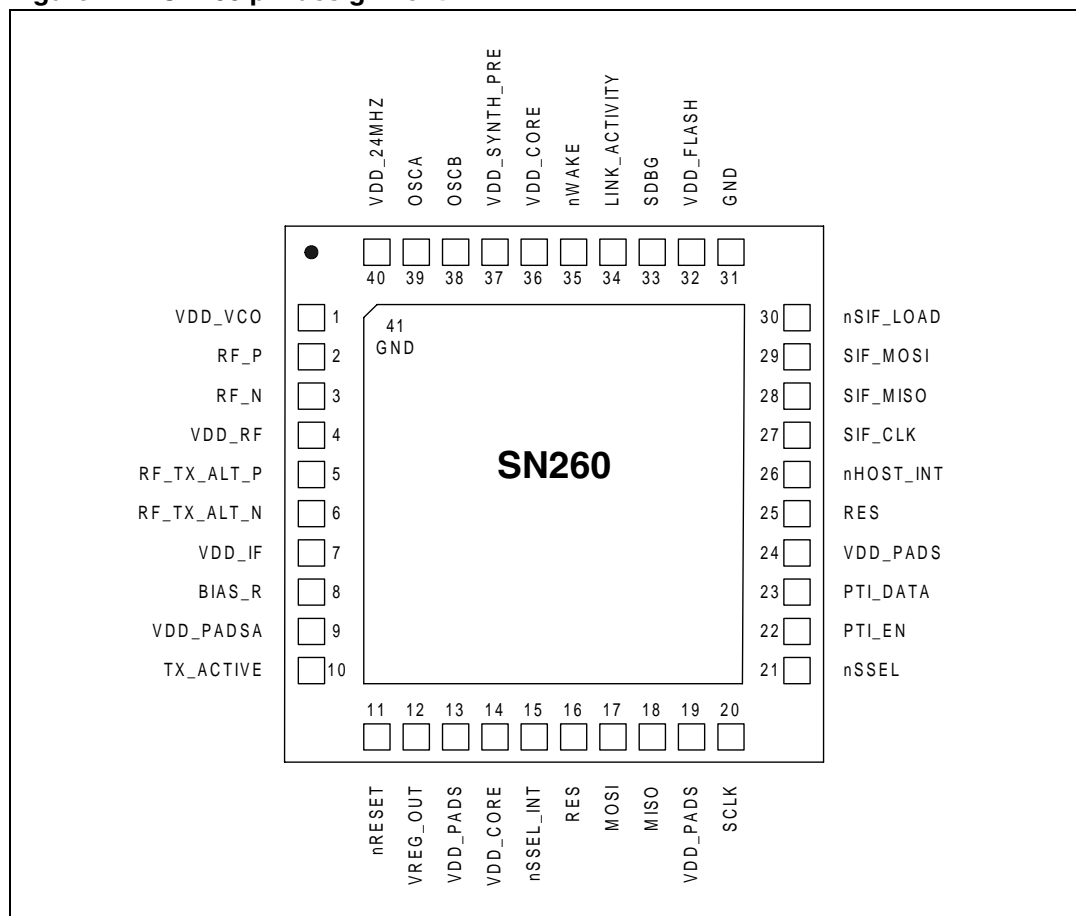 VDD_24MHZ
OSCA
OSCB
VDD_SYNTH_PRE
VDD_CORE
nWAKE
LINK_ACTIVITY
SDBG
VDD_FLASH
GND
40 39 38 37 36 35 34 33 32 31
VDD_VCO 1
RF_P 2
RF_N 3
VDD_RF 4
RF_TX_ALT_P 5
RF_TX_ALT_N 6
VDD_IF 7
BIAS_R 8
VDD_PADSA 9
TX_ACTIVE 10
41
GND
SN260
30 nSIF_LOAD
29 SIF_MOSI
28 SIF_MISO
27 SIF_CLK
26 nHOST_INT
25 RES
24 VDD_PADS
23 PTI_DATA
22 PTI_EN
21 nSSEL
11 12 13 14 15 16 17 18 19 20
nRESET
VREG_OUT
VDD_PADS
VDD_CORE
nSSEL_INT
RES
MOSI
MISO
VDD_PADS
SCLK